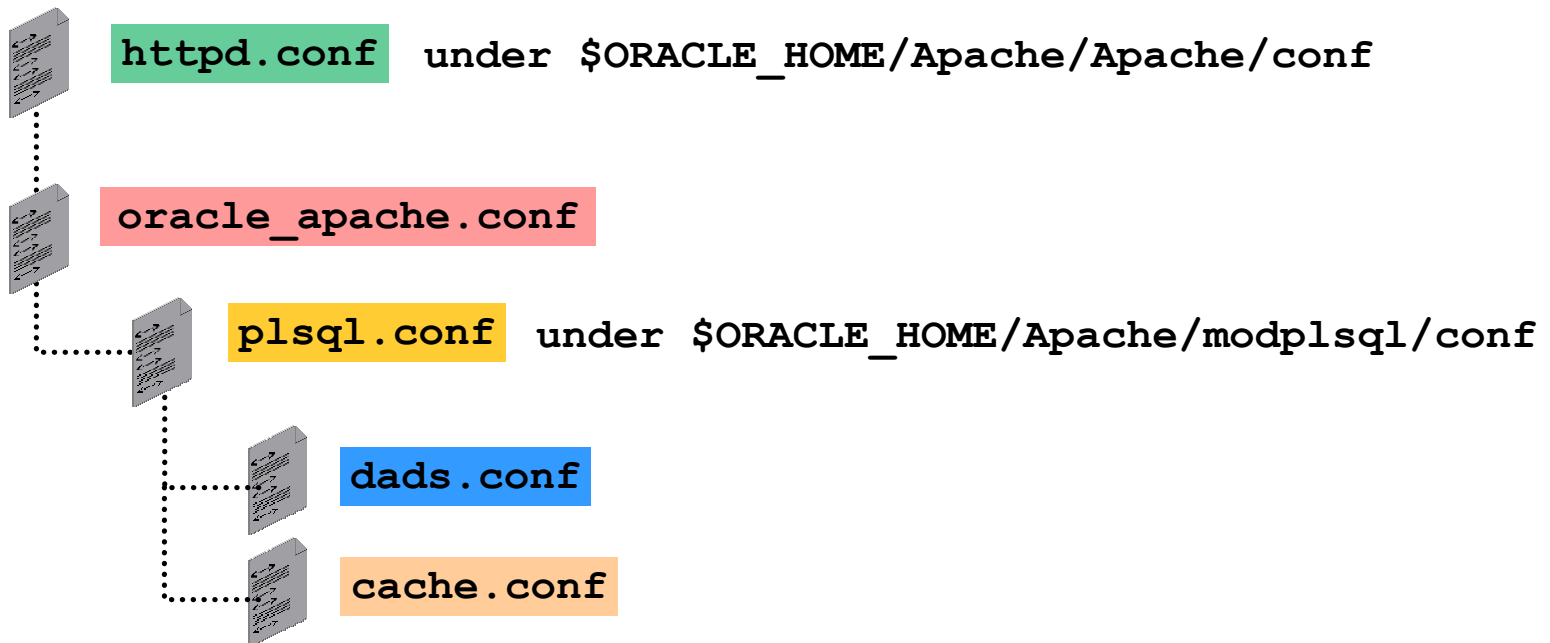 httpd.conf under $ORACLE_HOME/Apache/Apache/conf
oracle_apache.conf
plsql.conf under $ORACLE_HOME/Apache/modplsql/conf
dads.conf
cache.conf